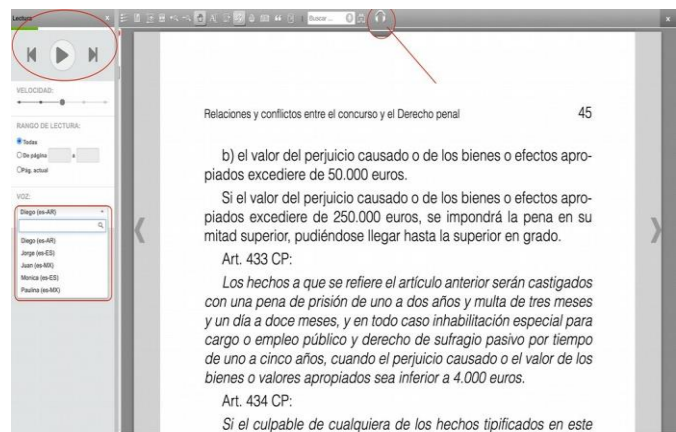 Lectura x
Buscar ... x
VELOCIDAD:
RANGO DE LECTURA:
Todas
De página a
Pág. actual
VOZ:
Diego (es-AR)
Diego (es-AR)
Jorge (es-ES)
Juan (es-MX)
Monica (es-ES)
Paulina (es-MX)
Relaciones y conflictos entre el concurso y el Derecho penal 45
b) el valor del perjuicio causado o de los bienes o efectos apro-
piados excediere de 50.000 euros.
Si el valor del perjuicio causado o de los bienes o efectos apro-
piados excediere de 250.000 euros, se impondrá la pena en su
mitad superior, pudiéndose llegar hasta la superior en grado.
Art. 433 CP:
Los hechos a que se refiere el artículo anterior serán castigados
con una pena de prisión de uno a dos años y multa de tres meses
y un día a doce meses, y en todo caso inhabilitación especial para
cargo o empleo público y derecho de sufragio pasivo por tiempo
de uno a cinco años, cuando el perjuicio causado o el valor de los
bienes o valores apropiados sea inferior a 4.000 euros.
Art. 434 CP:
Si el culpable de cualquiera de los hechos tipificados en este